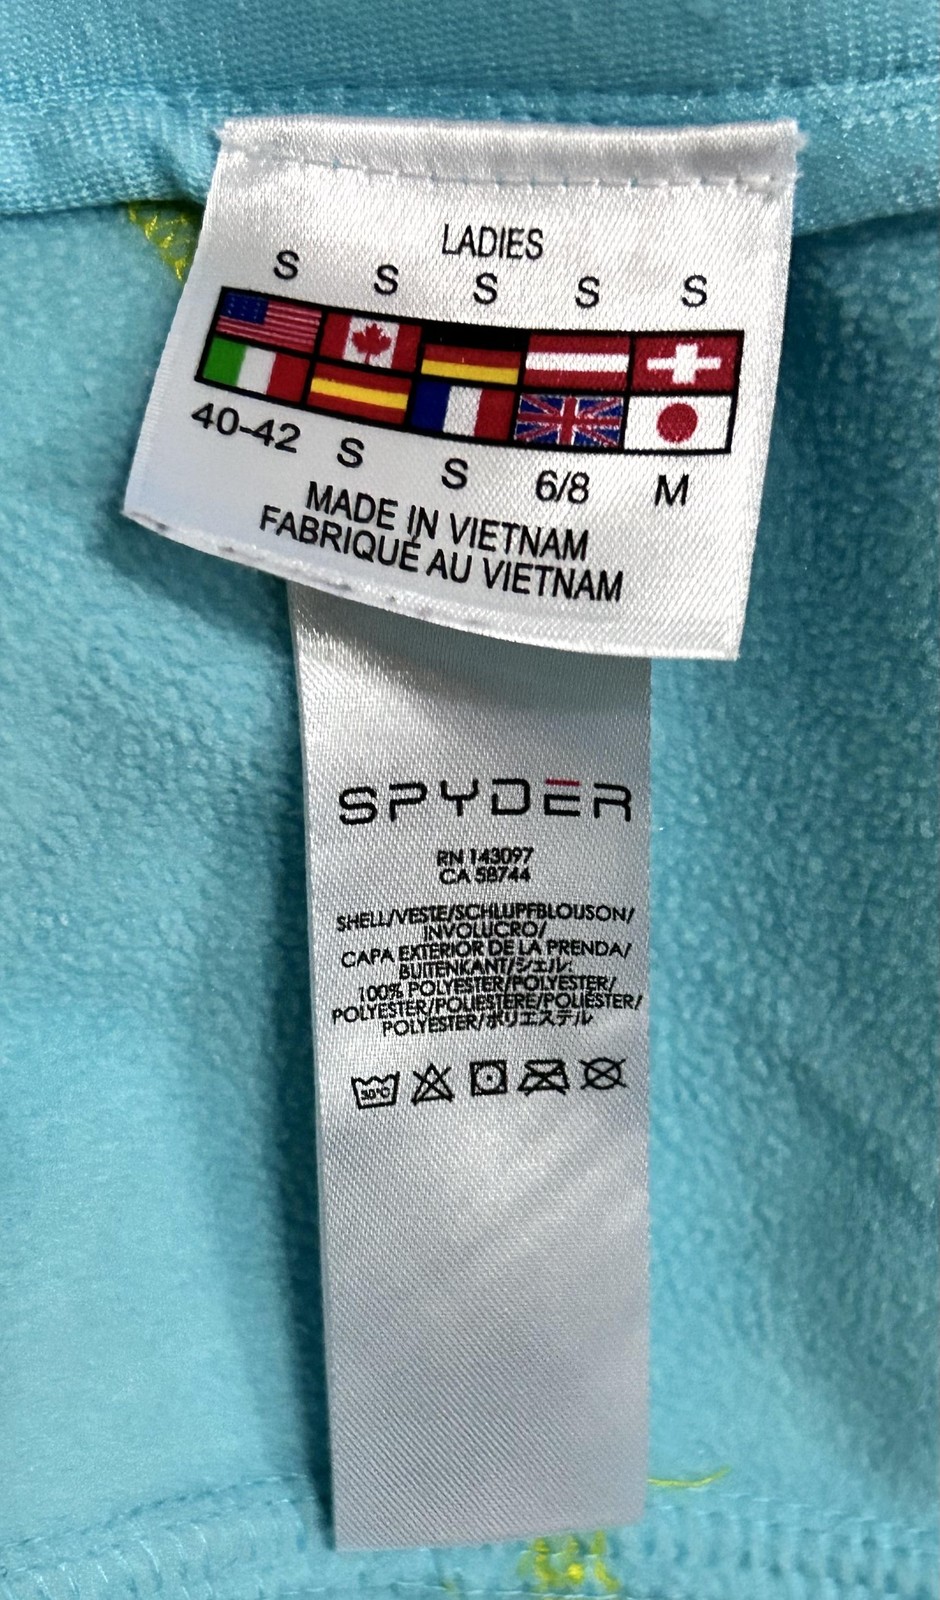 LADIES
S S S S S
40-42 S S 6/8 M
MADE IN VIETNAM
FABRIQUÉ AU VIETNAM
SPYDER
RN 143097
CA 58744
SHELL/VESTE/SCHLUPFBLOUSON/
INVOLUCRO/
CAPA EXTERIOR DE LA PRENDA/
BUITENKANT/シェル:
100% POLYESTER/POLYESTER/
POLYESTER/POLIESTERE/POLIÉSTER/
POLYESTER/ポリエステル
30°C